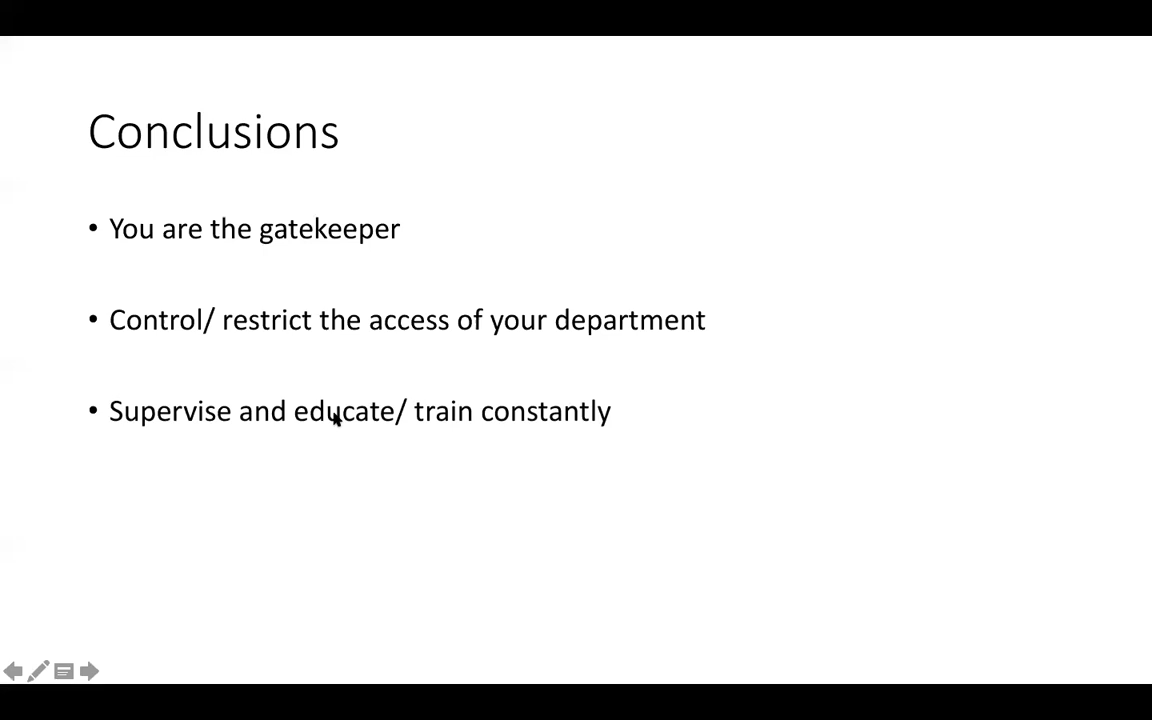 Conclusions
• You are the gatekeeper
• Control/ restrict the access of your department
• Supervise and educate/ train constantly